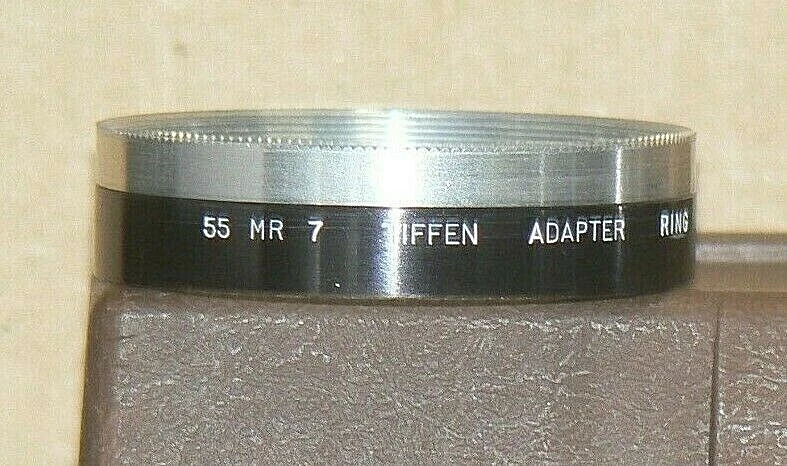 55 MR 7 TIFFEN ADAPTER RING